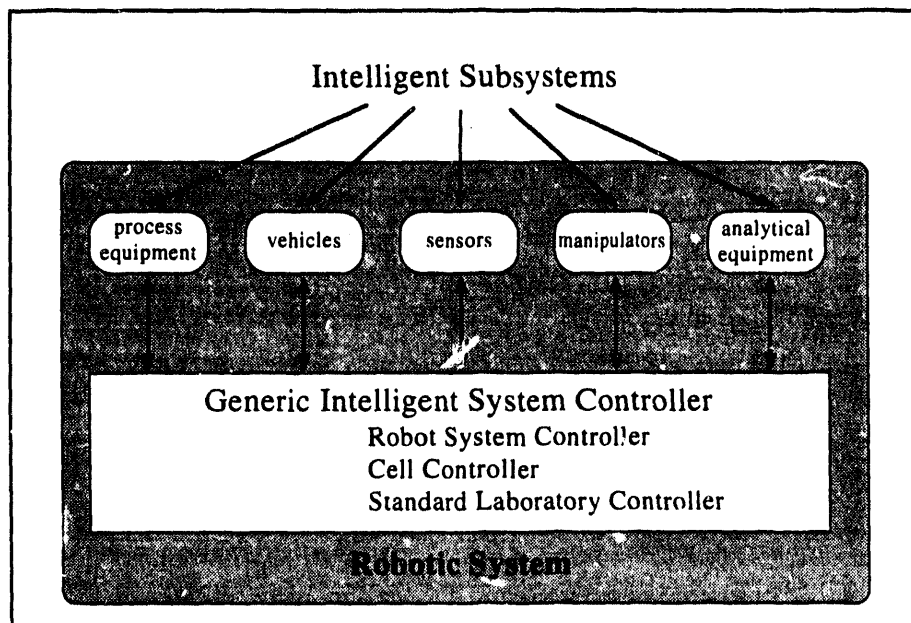 Intelligent Subsystems
process
equipment
vehicles
sensors
manipulators
analytical
equipment
Generic Intelligent System Controller
Robot System Controller
Cell Controller
Standard Laboratory Controller
Robotic System